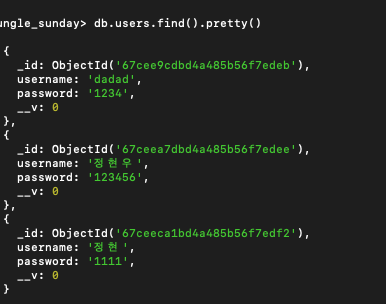 ungle_sunday> db.users.find().pretty()
{
_id: ObjectId('67cee9cdbd4a485b56f7edeb'),
username: 'dadad',
password: '1234',
__v: 0
},
{
_id: ObjectId('67ceea7dbd4a485b56f7edee'),
username: '정현우',
password: '123456',
__v: 0
},
{
_id: ObjectId('67ceeca1bd4a485b56f7edf2'),
username: '정현',
password: '1111',
__v: 0
}